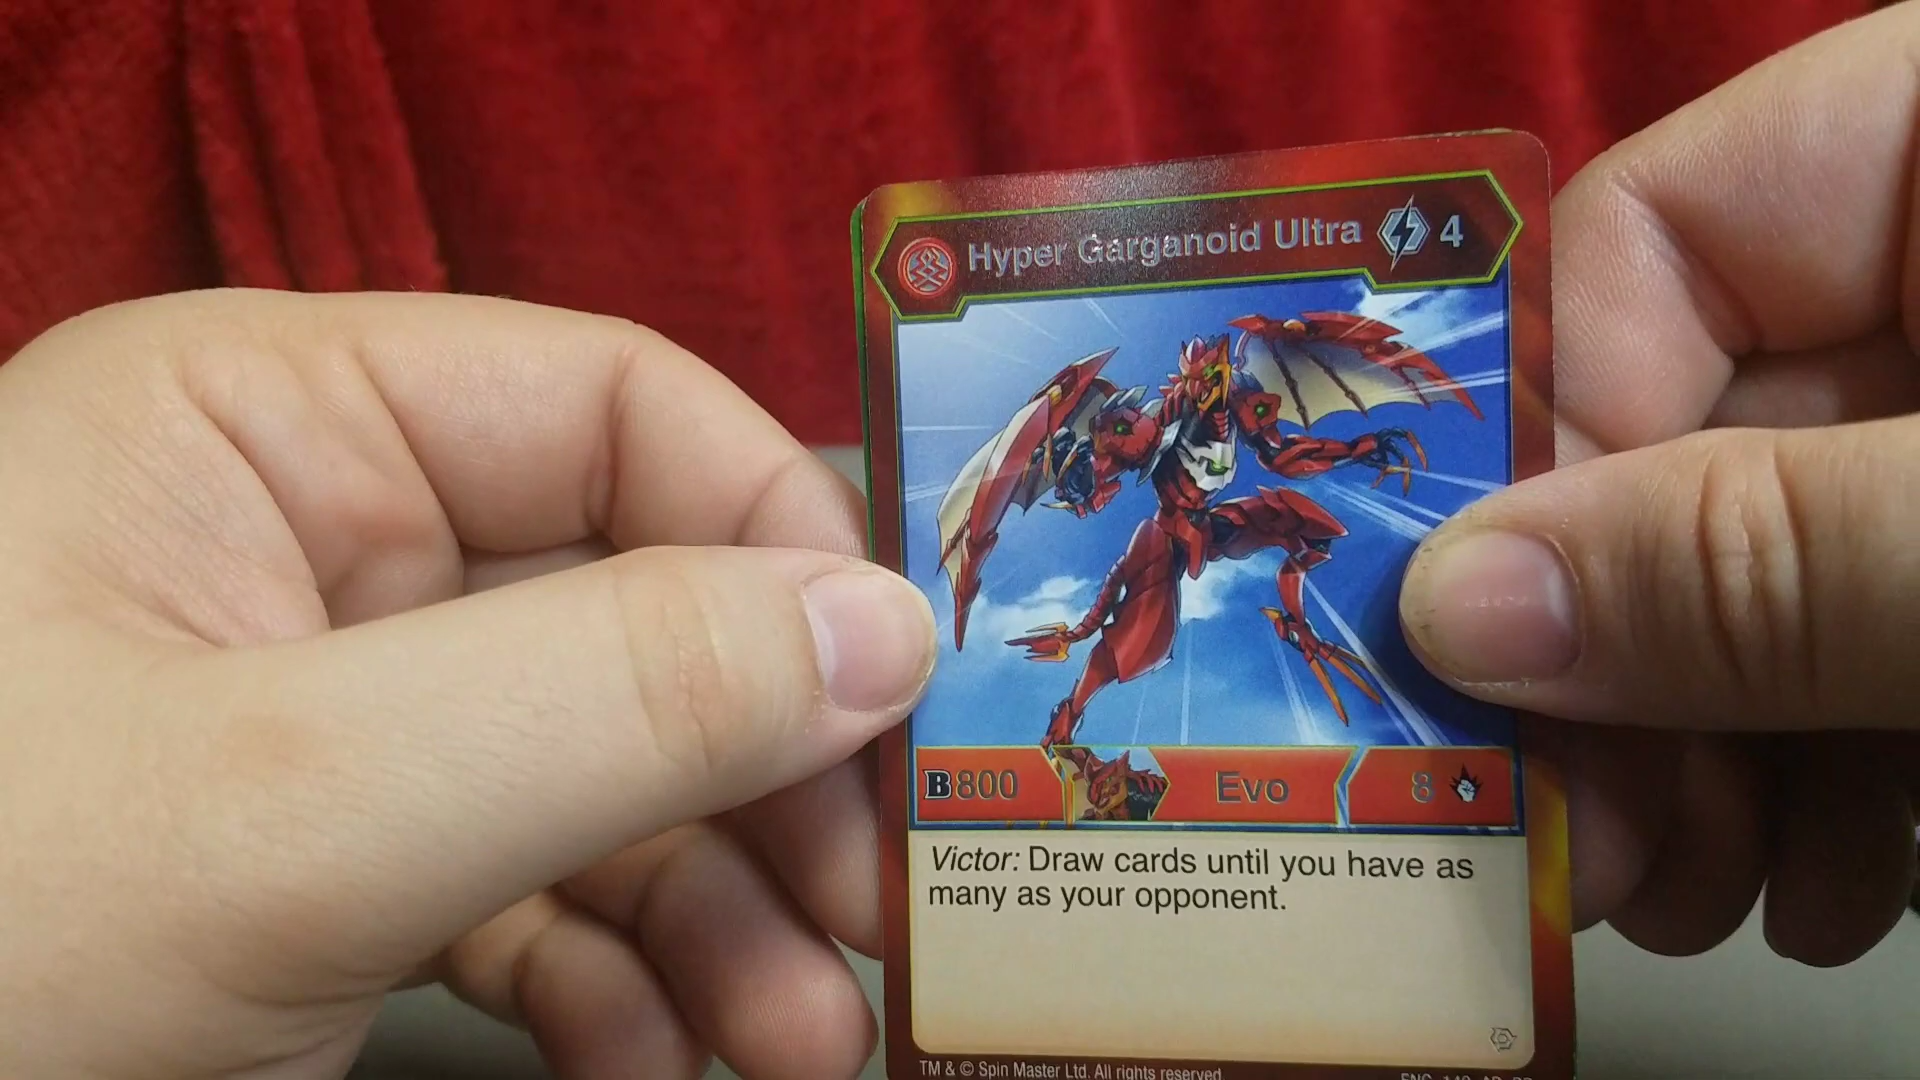 Hyper Garganoid Ultra 4
B800 Evo 8
Victor: Draw cards until you have as
many as your opponent.
TM & © Spin Master Ltd. All rights reserved.